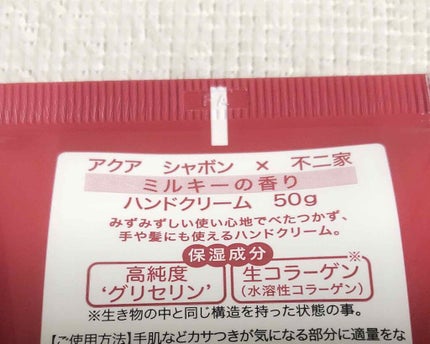 アクア シャボン × 不二家
ミルキーの香り
ハンドクリーム 50g
みずみずしい使い心地でべたつかず、
手や髪にも使えるハンドクリーム。
保湿成分
高純度
‘グリセリン’
※
生コラーゲン
(水溶性コラーゲン)
※生き物の中と同じ構造を持った状態の事。
【ご使用方法】手肌などカサつきが気になる部分に適量をな